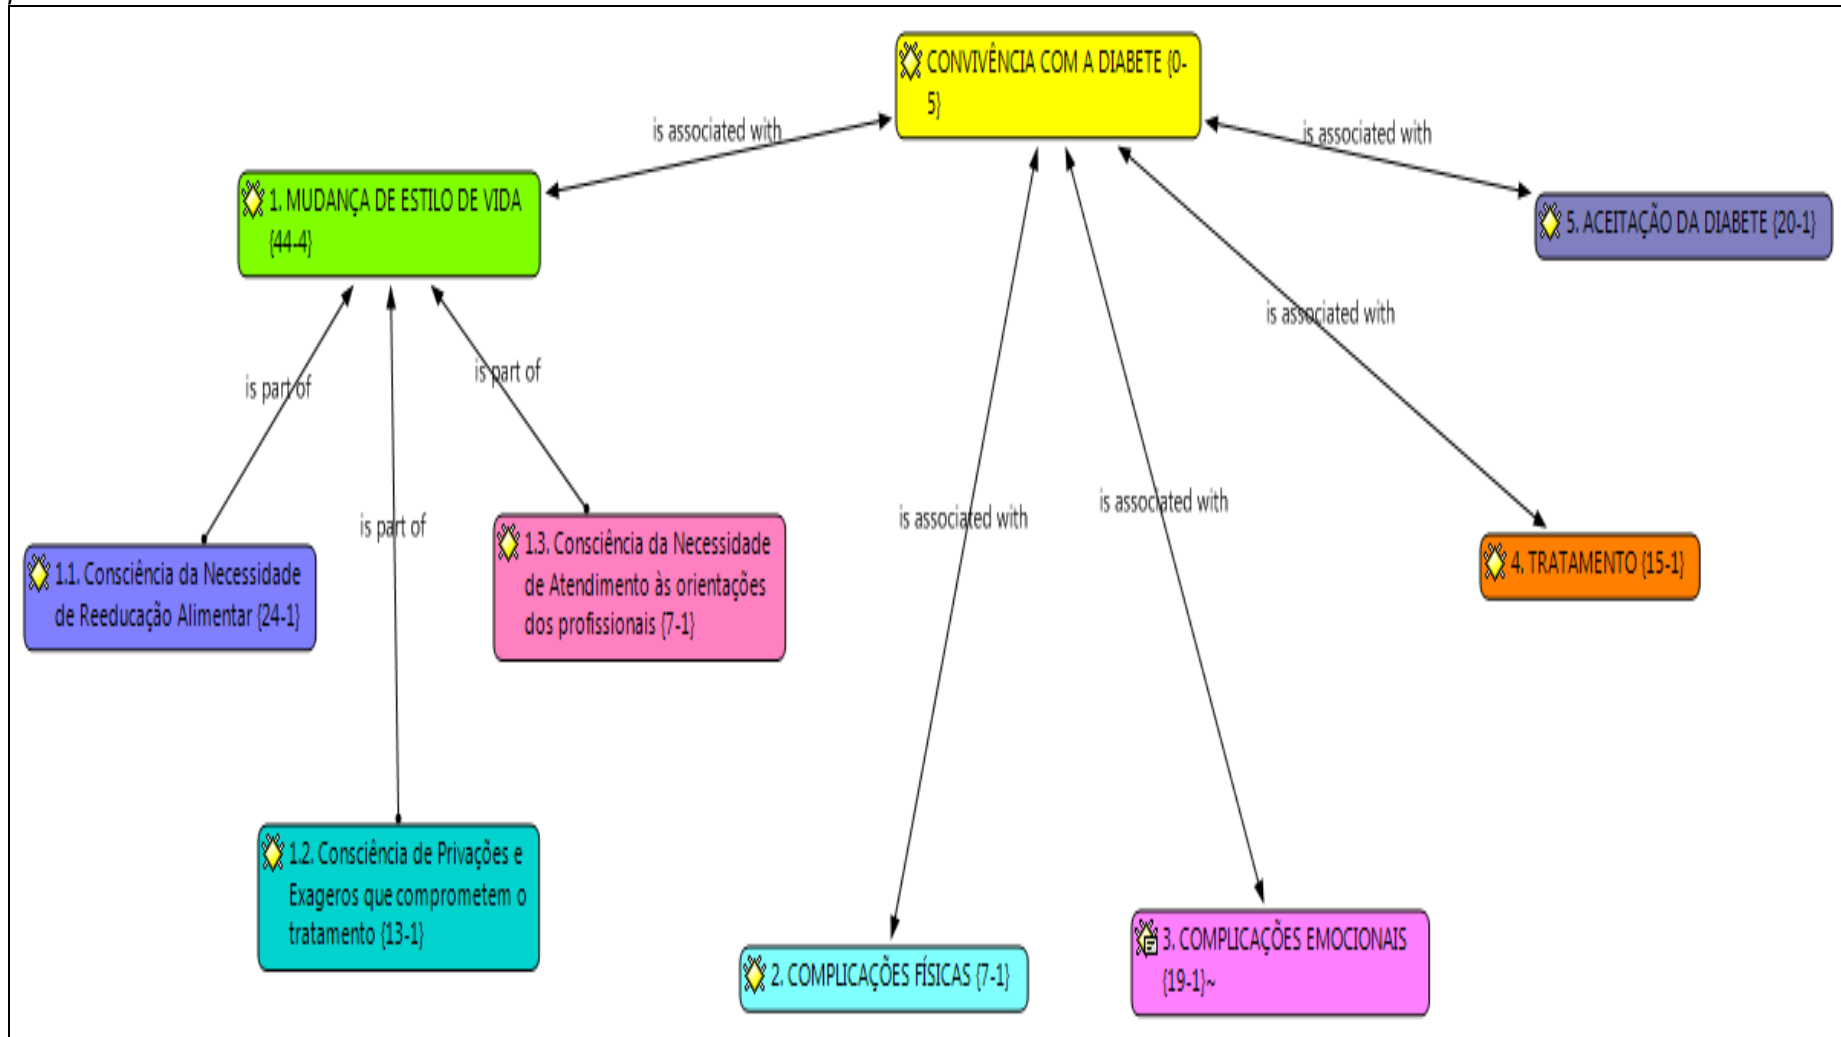 CONVIVÊNCIA COM A DIABETE {0-
5}
is associated with
is associated with
1. MUDANÇA DE ESTILO DE VIDA
{44-4}
5. ACEITAÇÃO DA DIABETE {20-1}
is associated with
is part of
is part of
is part of
is associated with
is associated with
1.1. Consciência da Necessidade
de Reeducação Alimentar {24-1}
1.3. Consciência da Necessidade
de Atendimento às orientações
dos profissionais {7-1}
4. TRATAMENTO {15-1}
1.2. Consciência de Privações e
Exageros que comprometem o
tratamento {13-1}
2. COMPLICAÇÕES FÍSICAS {7-1}
3. COMPLICAÇÕES EMOCIONAIS
{19-1}~